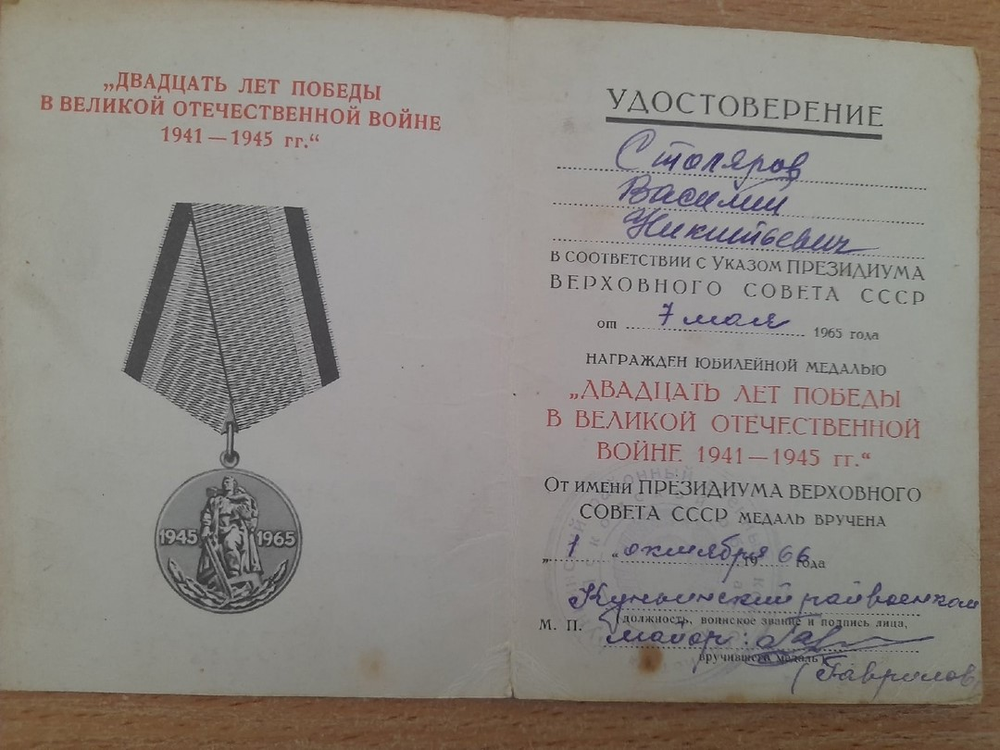 „ДВАДЦАТЬ ЛЕТ ПОБЕДЫ
В ВЕЛИКОЙ ОТЕЧЕСТВЕННОЙ ВОЙНЕ
1941 — 1945 гг.“
1945 1965
УДОСТОВЕРЕНИЕ
Столяров
Василий
Никитьевич
В СООТВЕТСТВИИ С УКАЗОМ ПРЕЗИДИУМА
ВЕРХОВНОГО СОВЕТА СССР
от 7 мая 1965 года
НАГРАЖДЕН ЮБИЛЕЙНОЙ МЕДАЛЬЮ
„ДВАДЦАТЬ ЛЕТ ПОБЕДЫ
В ВЕЛИКОЙ ОТЕЧЕСТВЕННОЙ
ВОЙНЕ 1941 — 1945 гг.“
ОТ ИМЕНИ ПРЕЗИДИУМА ВЕРХОВНОГО
СОВЕТА СССР МЕДАЛЬ ВРУЧЕНА
„1“ октября 1966 года
Куньинский райвоенком
М. П. (должность, воинское звание и подпись лица,
майор:
вручившего медаль)
(Гаврилов)